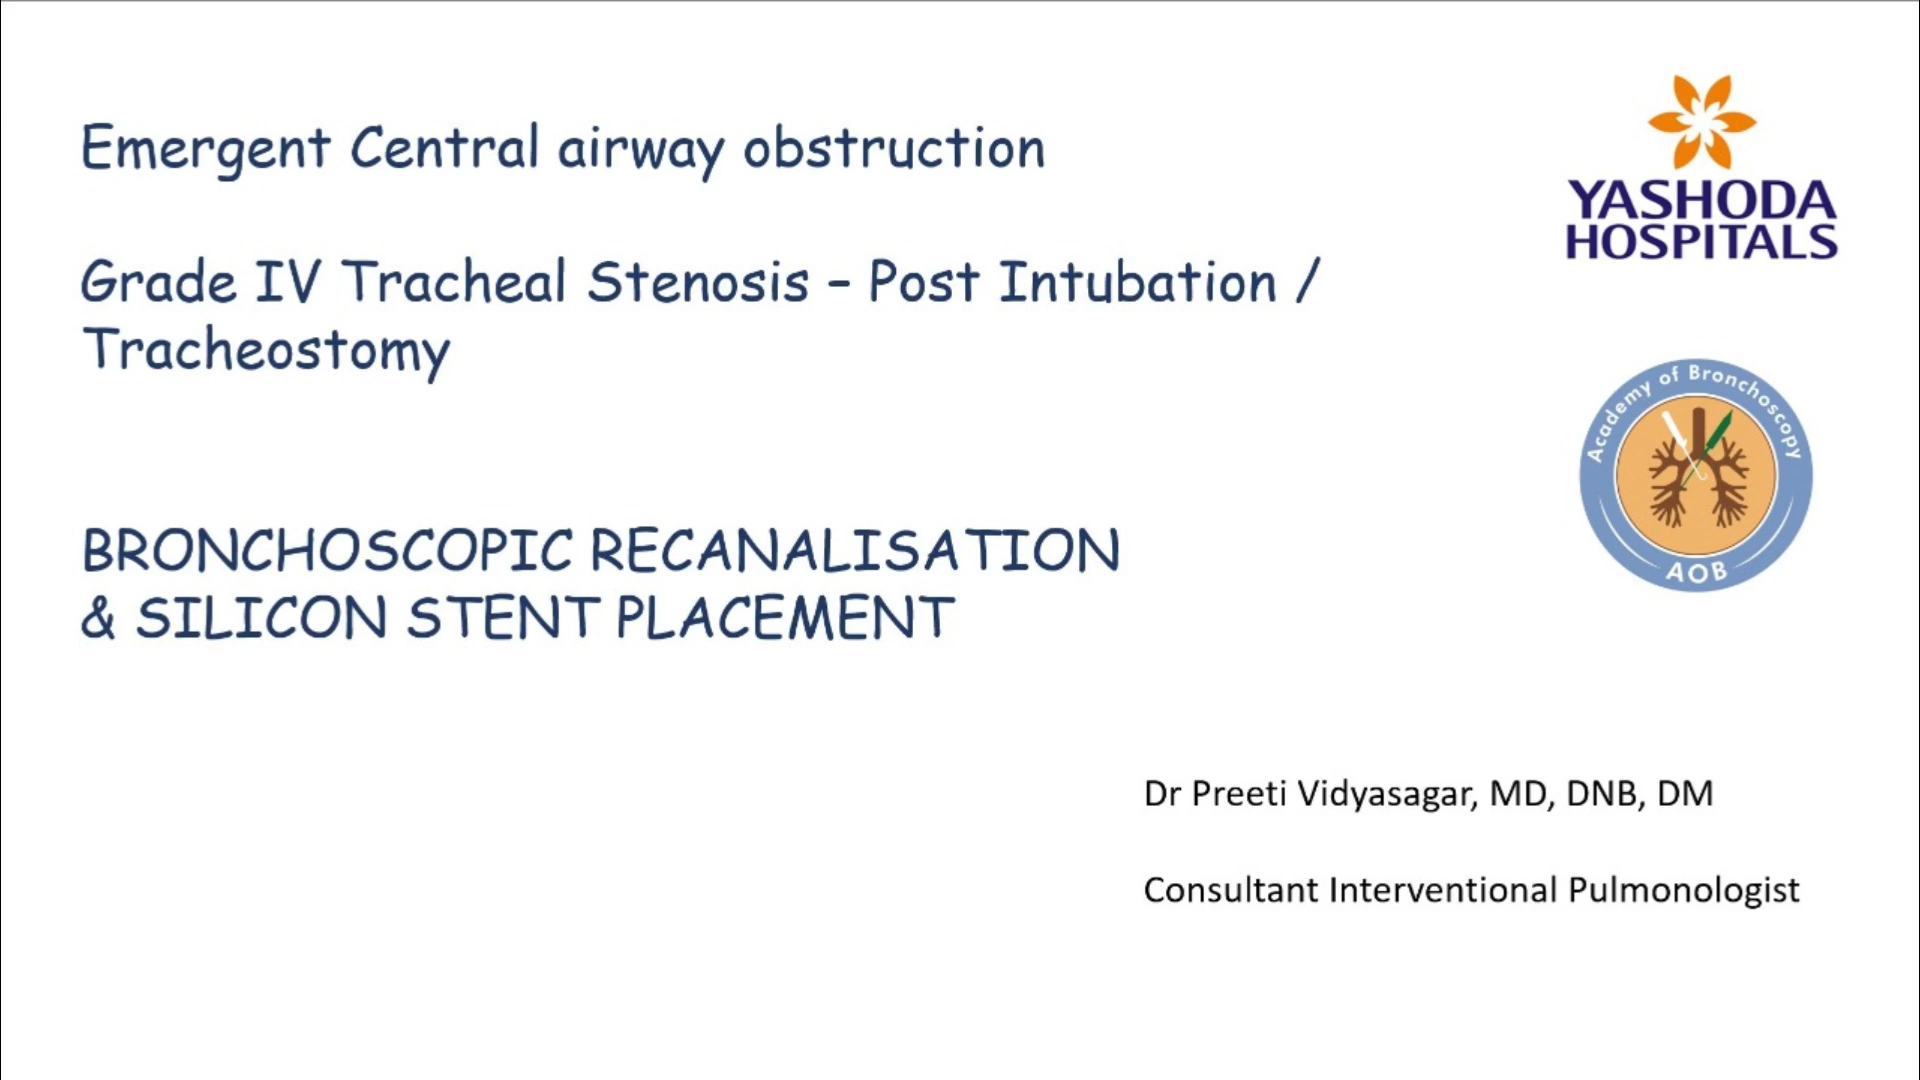 Emergent Central airway obstruction
Grade IV Tracheal Stenosis – Post Intubation /
Tracheostomy
BRONCHOSCOPIC RECANALISATION
& SILICON STENT PLACEMENT
YASHODA
HOSPITALS
Academy of Bronchoscopy
AOB
Dr Preeti Vidyasagar, MD, DNB, DM
Consultant Interventional Pulmonologist